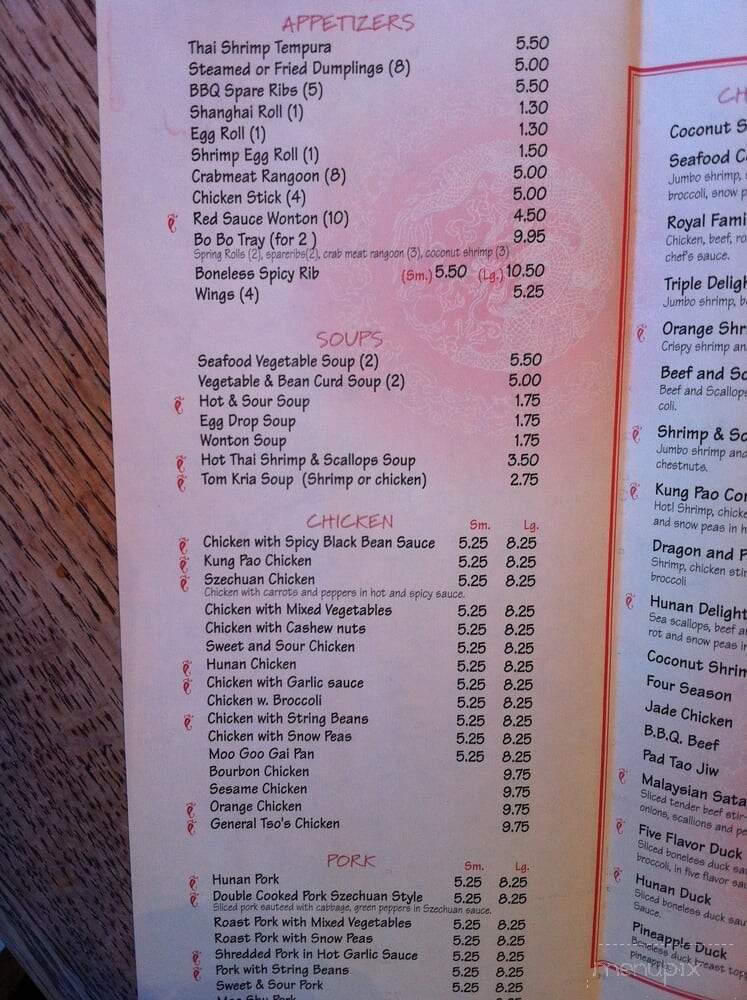 APPETIZERS
Thai Shrimp Tempura 5.50
Steamed or Fried Dumplings (8) 5.00
BBQ Spare Ribs (5) 5.50
Shanghai Roll (1) 1.30
Egg Roll (1) 1.30
Shrimp Egg Roll (1) 1.50
Crabmeat Rangoon (8) 5.00
Chicken Stick (4) 5.00
Red Sauce Wonton (10) 4.50
Bo Bo Tray (for 2 ) 9.95
Spring Rolls (2), spareribs(2), crab meat rangoon (3), coconut shrimp (3)
Boneless Spicy Rib (Sm.) 5.50 (Lg.) 10.50
Wings (4) 5.25
SOUPS
Seafood Vegetable Soup (2) 5.50
Vegetable & Bean Curd Soup (2) 5.00
Hot & Sour Soup 1.75
Egg Drop Soup 1.75
Wonton Soup 1.75
Hot Thai Shrimp & Scallops Soup 3.50
Tom Kria Soup (Shrimp or chicken) 2.75
CHICKEN Sm. Lg.
Chicken with Spicy Black Bean Sauce 5.25 8.25
Kung Pao Chicken 5.25 8.25
Szechuan Chicken 5.25 8.25
Chicken with carrots and peppers in hot and spicy sauce.
Chicken with Mixed Vegetables 5.25 8.25
Chicken with Cashew nuts 5.25 8.25
Sweet and Sour Chicken 5.25 8.25
Hunan Chicken 5.25 8.25
Chicken with Garlic sauce 5.25 8.25
Chicken w. Broccoli 5.25 8.25
Chicken with String Beans 5.25 8.25
Chicken with Snow Peas 5.25 8.25
Moo Goo Gai Pan 5.25 8.25
Bourbon Chicken 9.75
Sesame Chicken 9.75
Orange Chicken 9.75
General Tso's Chicken 9.75
PORK Sm. Lg.
Hunan Pork 5.25 8.25
Double Cooked Pork Szechuan Style 5.25 8.25
Sliced pork sauteed with cabbage, green peppers in Szechuan sauce.
Roast Pork with Mixed Vegetables 5.25 8.25
Roast Pork with Snow Peas 5.25 8.25
Shredded Pork in Hot Garlic Sauce 5.25 8.25
Pork with String Beans 5.25 8.25
Sweet & Sour Pork 5.25 8.25
Moo Shu Pork
CH
Coconut S
Seafood C
Jumbo shrimp,
broccoli, snow p
Royal Fami
Chicken, beef, ro
chef's sauce.
Triple Deligh
Jumbo shrimp, b
Orange Shr
Crispy shrimp an
Beef and Sc
Beef and Scallops
coli.
Shrimp & Sc
Jumbo shrimp and
chestnuts.
Kung Pao Co
Hot! Shrimp, chicke
and snow peas in h
Dragon and P
Shrimp, chicken stir
broccoli
Hunan Delight
Sea scallops, beef a
rot and snow peas in
Coconut Shrim
Four Season
Jade Chicken
B.B.Q. Beef
Pad Tao Jiw
Malaysian Sata
Sliced tender beef stir-
onions, scallions and pe
Five Flavor Duck
Sliced boneless duck sau
broccoli, in five flavor sa
Hunan Duck
Sliced boneless duck sau
Sauce.
Pineapple Duck
Boneless duck breast topp
pineapple
menupix